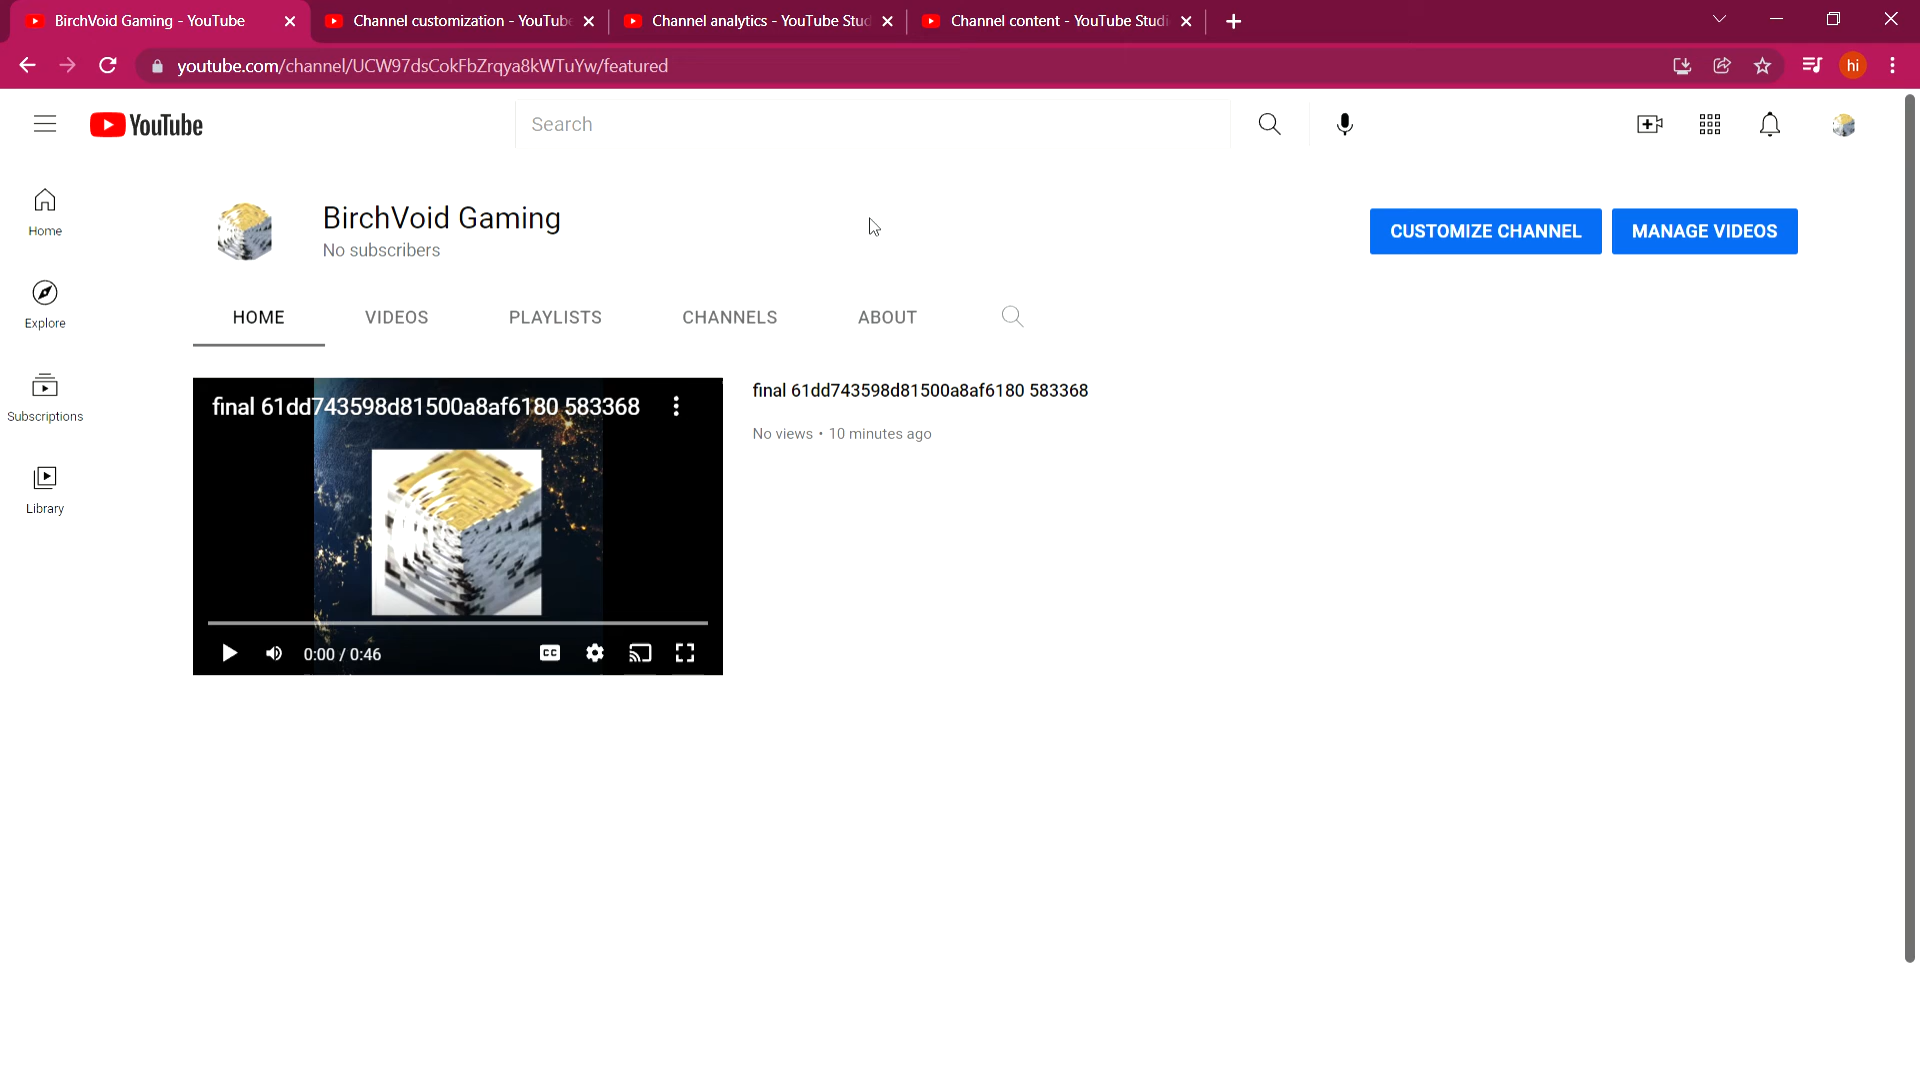 BirchVoid Gaming - YouTube
Channel customization - YouTube
Channel analytics - YouTube Stud
Channel content - YouTube Studi
youtube.com/channel/UCW97dsCokFbZrqya8kWTuYw/featured
hi
YouTube
Search
Home
Explore
Subscriptions
Library
BirchVoid Gaming
No subscribers
CUSTOMIZE CHANNEL
MANAGE VIDEOS
HOME
VIDEOS
PLAYLISTS
CHANNELS
ABOUT
final 61dd743598d81500a8af6180 583368
0:00 / 0:46
CC
final 61dd743598d81500a8af6180 583368
No views • 10 minutes ago